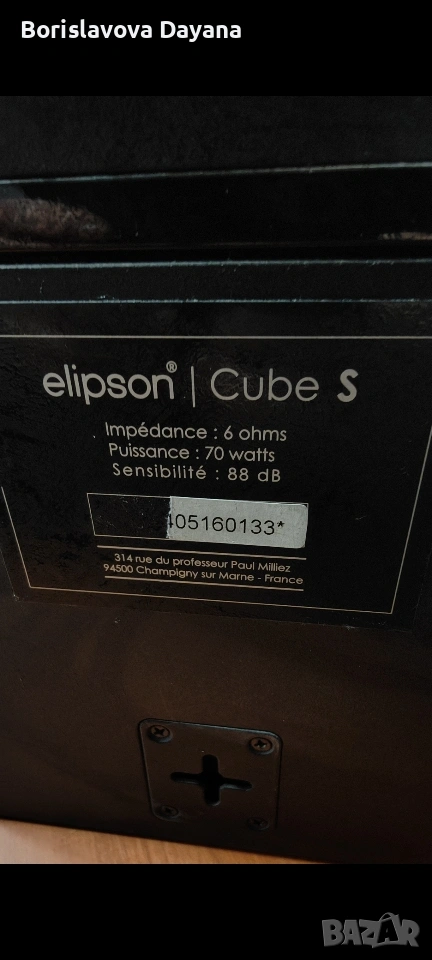 Borislavova Dayana
elipson® | Cube S
Impédance : 6 ohms
Puissance : 70 watts
Sensibilité : 88 dB
405160133*
314 rue du professeur Paul Milliez
94500 Champigny sur Marne - France
BAZAR